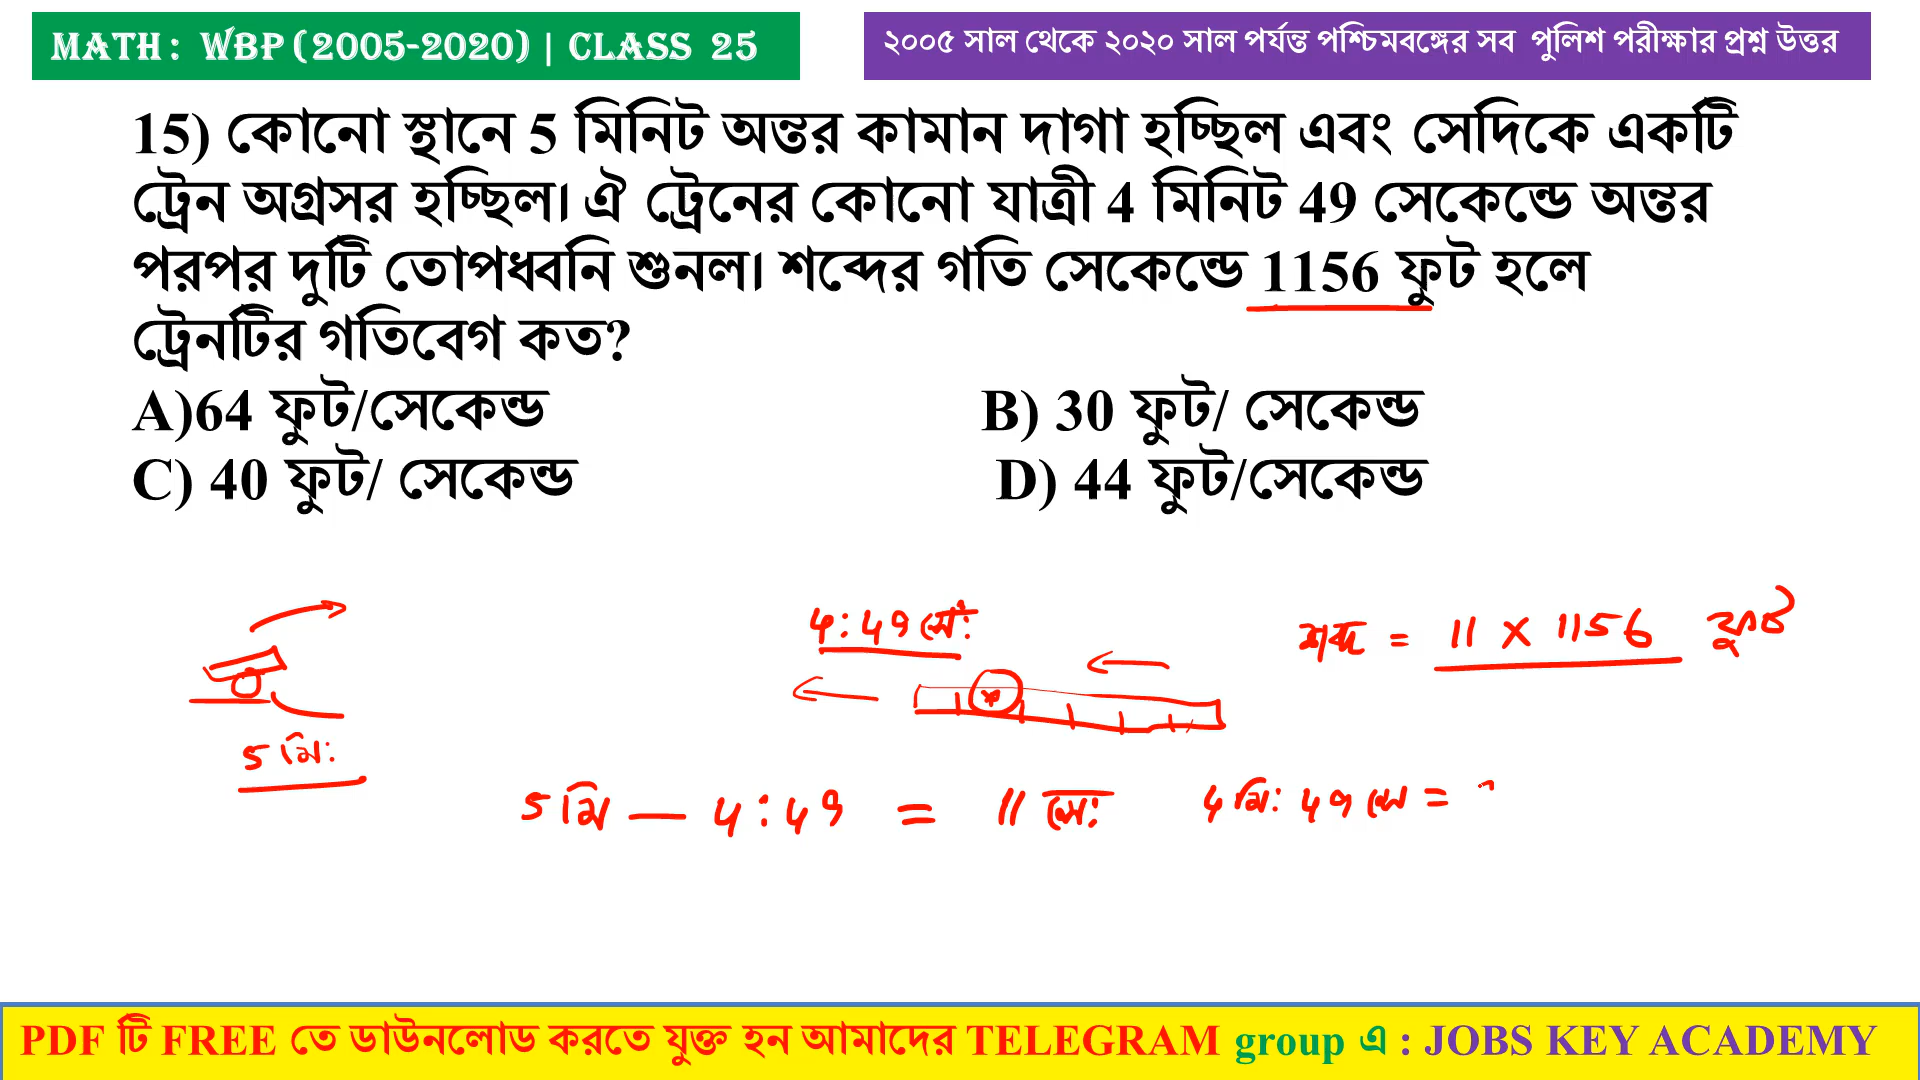 MATH: WBP (2005-2020) | CLASS 25
২০০৫ সাল থেকে ২০২০ সাল পর্যন্ত পশ্চিমবঙ্গের সব পুলিশ পরীক্ষার প্রশ্ন উত্তর
15) কোনো স্থানে 5 মিনিট অন্তর কামান দাগা হচ্ছিল এবং সেদিকে একটি
ট্রেন অগ্রসর হচ্ছিল। ঐ ট্রেনের কোনো যাত্রী 4 মিনিট 49 সেকেন্ডে অন্তর
পরপর দুটি তোপধ্বনি শুনল। শব্দের গতি সেকেন্ডে 1156 ফুট হলে
ট্রেনটির গতিবেগ কত?
A)64 ফুট/সেকেন্ড B) 30 ফুট/ সেকেন্ড
C) 40 ফুট/ সেকেন্ড D) 44 ফুট/সেকেন্ড
4:49 সে: শব্দ = 11 x 1156 ফুট
5 মি:
5 মি — 4:49 = 11 সে: 4 মি: 49 সে =
PDF টি FREE তে ডাউনলোড করতে যুক্ত হন আমাদের TELEGRAM group এ : JOBS KEY ACADEMY